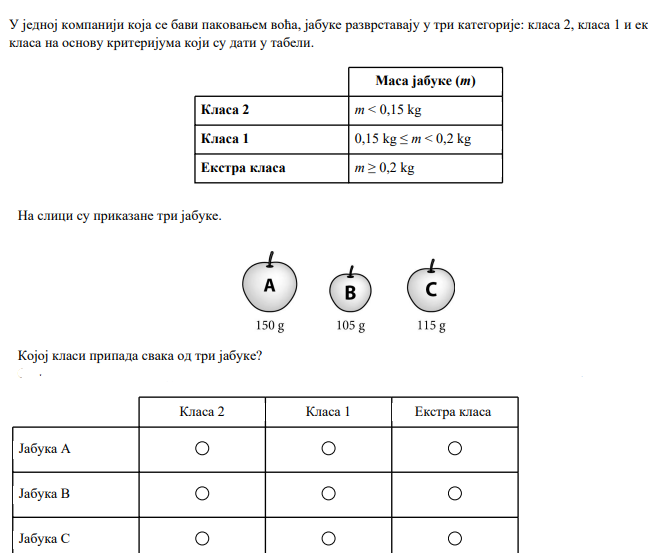 У једној компанији која се бави паковањем воћа, јабуке разврставају у три категорије: класа 2, класа 1 и ек
класа на основу критеријума који су дати у табели.
Маса јабуке (m)
Класа 2 m < 0,15 kg
Класа 1 0,15 kg ≤ m < 0,2 kg
Екстра класа m ≥ 0,2 kg
На слици су приказане три јабуке.
A B C
150 g 105 g 115 g
Којој класи припада свака од три јабуке?
Класа 2 Класа 1 Екстра класа
Јабука A
Јабука B
Јабука C